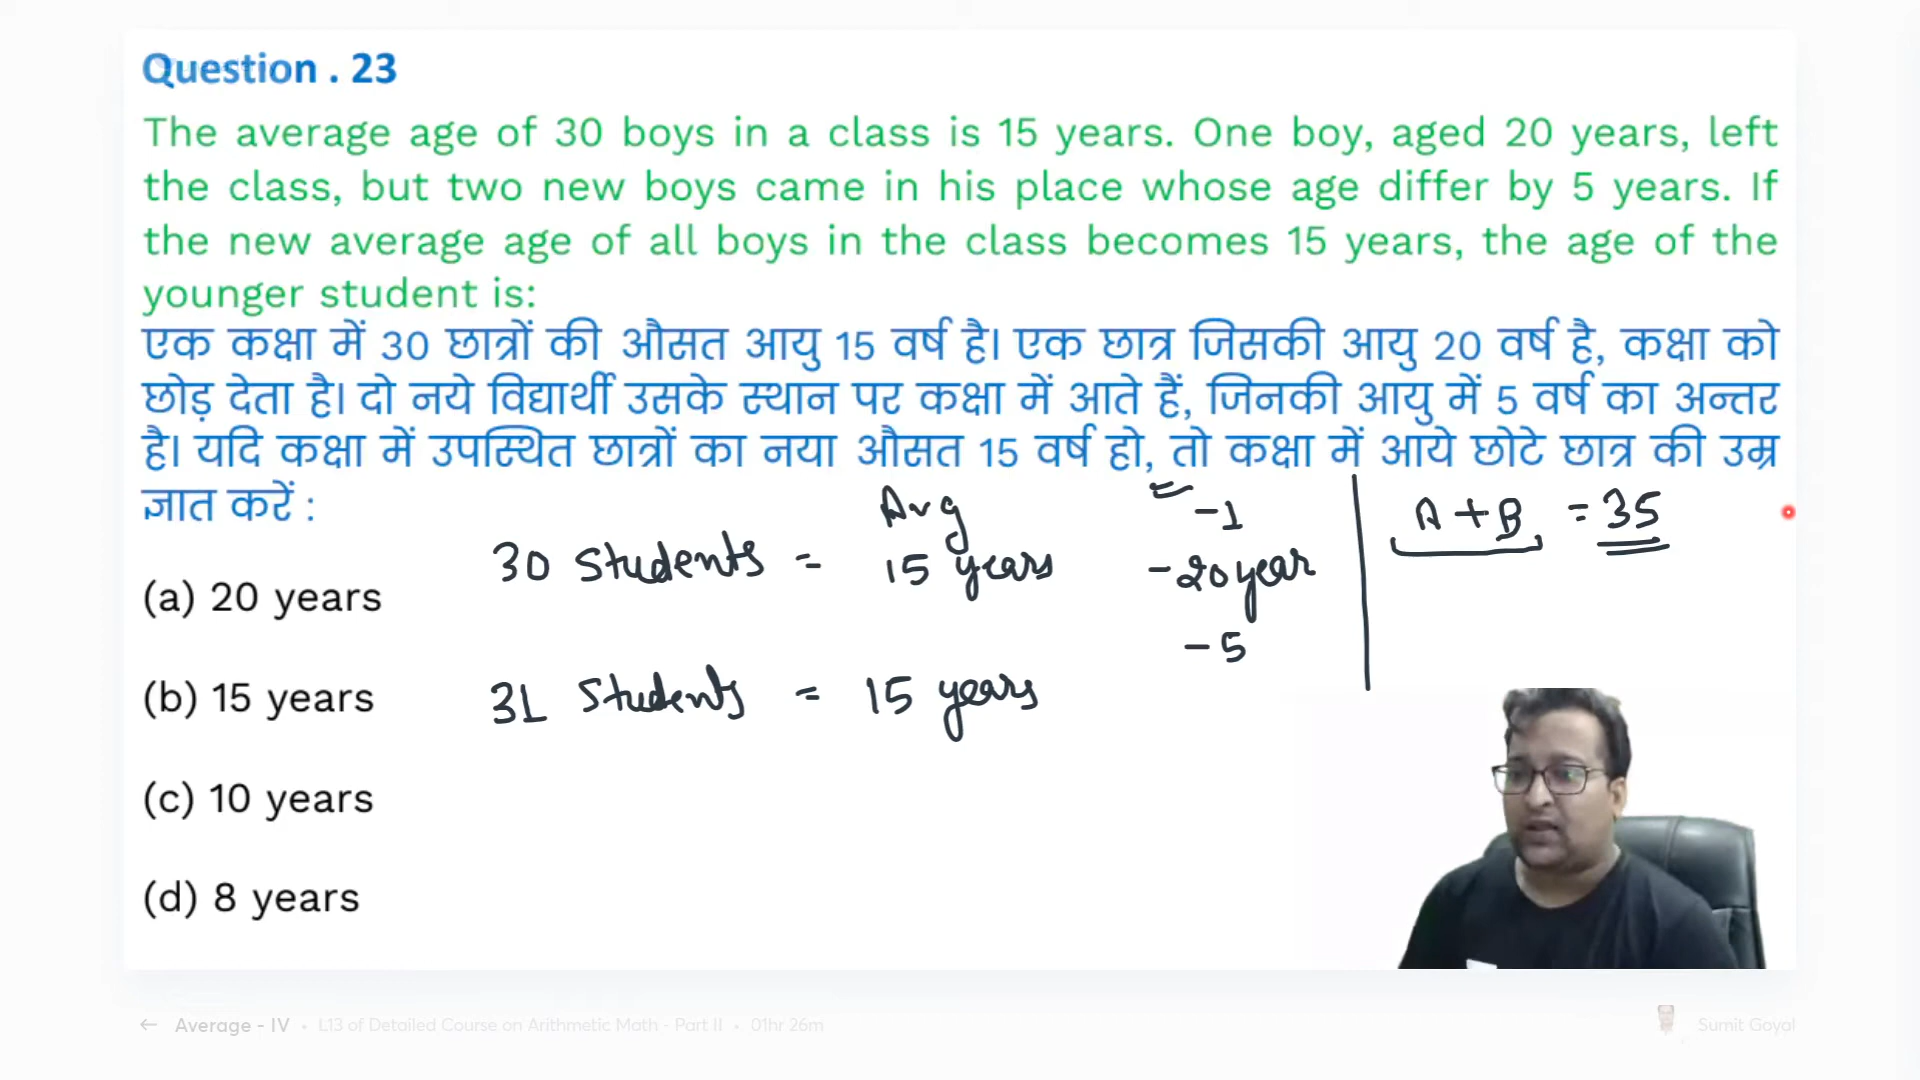 Question . 23
The average age of 30 boys in a class is 15 years. One boy, aged 20 years, left
the class, but two new boys came in his place whose age differ by 5 years. If
the new average age of all boys in the class becomes 15 years, the age of the
younger student is:
एक कक्षा में 30 छात्रों की औसत आयु 15 वर्ष है। एक छात्र जिसकी आयु 20 वर्ष है, कक्षा को
छोड़ देता है। दो नये विद्यार्थी उसके स्थान पर कक्षा में आते हैं, जिनकी आयु में 5 वर्ष का अन्तर
है। यदि कक्षा में उपस्थित छात्रों का नया औसत 15 वर्ष हो, तो कक्षा में आये छोटे छात्र की उम्र
ज्ञात करें :
Avg
-1
A + B = 35
30 Students = 15 years
-20 year
-5
31 Students = 15 years
(a) 20 years
(b) 15 years
(c) 10 years
(d) 8 years
← Average - IV • L13 of Detailed Course on Arithmetic Math - Part II • 01hr 26m
Sumit Goyal